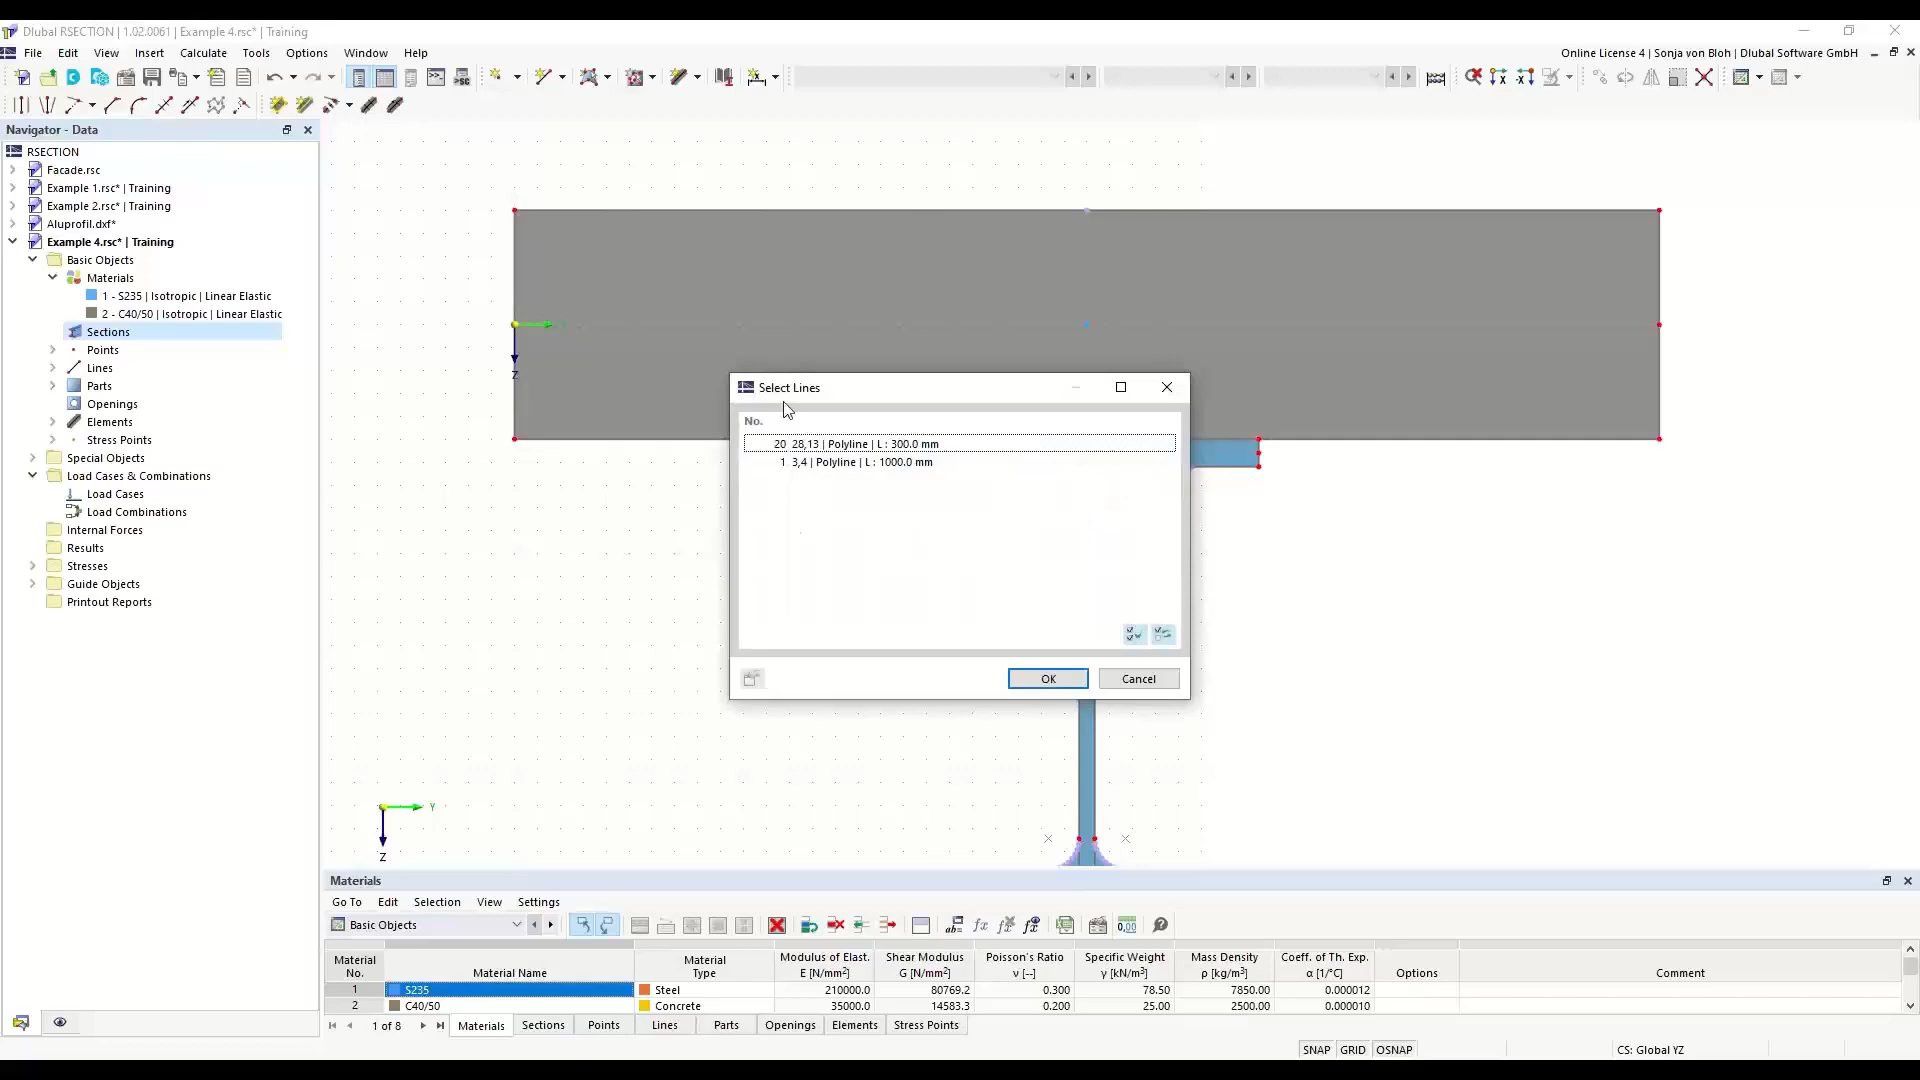 Dlubal RSECTION | 1.02.0061 | Example 4.rsc* | Training
File Edit View Insert Calculate Tools Options Window Help
Online License 4 | Sonja von Bloh | Dlubal Software GmbH
Navigator - Data
RSECTION
Facade.rsc
Example 1.rsc* | Training
Example 2.rsc* | Training
Aluprofil.dxf*
Example 4.rsc* | Training
Basic Objects
Materials
1 - S235 | Isotropic | Linear Elastic
2 - C40/50 | Isotropic | Linear Elastic
Sections
Points
Lines
Parts
Openings
Elements
Stress Points
Special Objects
Load Cases & Combinations
Load Cases
Load Combinations
Internal Forces
Results
Stresses
Guide Objects
Printout Reports
Z
Select Lines
No.
20 28,13 | Polyline | L : 300.0 mm
1 3,4 | Polyline | L : 1000.0 mm
OK Cancel
Y
Z
Materials
Go To Edit Selection View Settings
Basic Objects
Material No. Material Name Material Type Modulus of Elast. E [N/mm²] Shear Modulus G [N/mm²] Poisson's Ratio ν [--] Specific Weight γ [kN/m³] Mass Density ρ [kg/m³] Coeff. of Th. Exp. α [1/°C] Options Comment
1 S235 Steel 210000.0 80769.2 0.300 78.50 7850.00 0.000012
2 C40/50 Concrete 35000.0 14583.3 0.200 25.00 2500.00 0.000010
1 of 8 Materials Sections Points Lines Parts Openings Elements Stress Points
SNAP GRID OSNAP CS: Global YZ